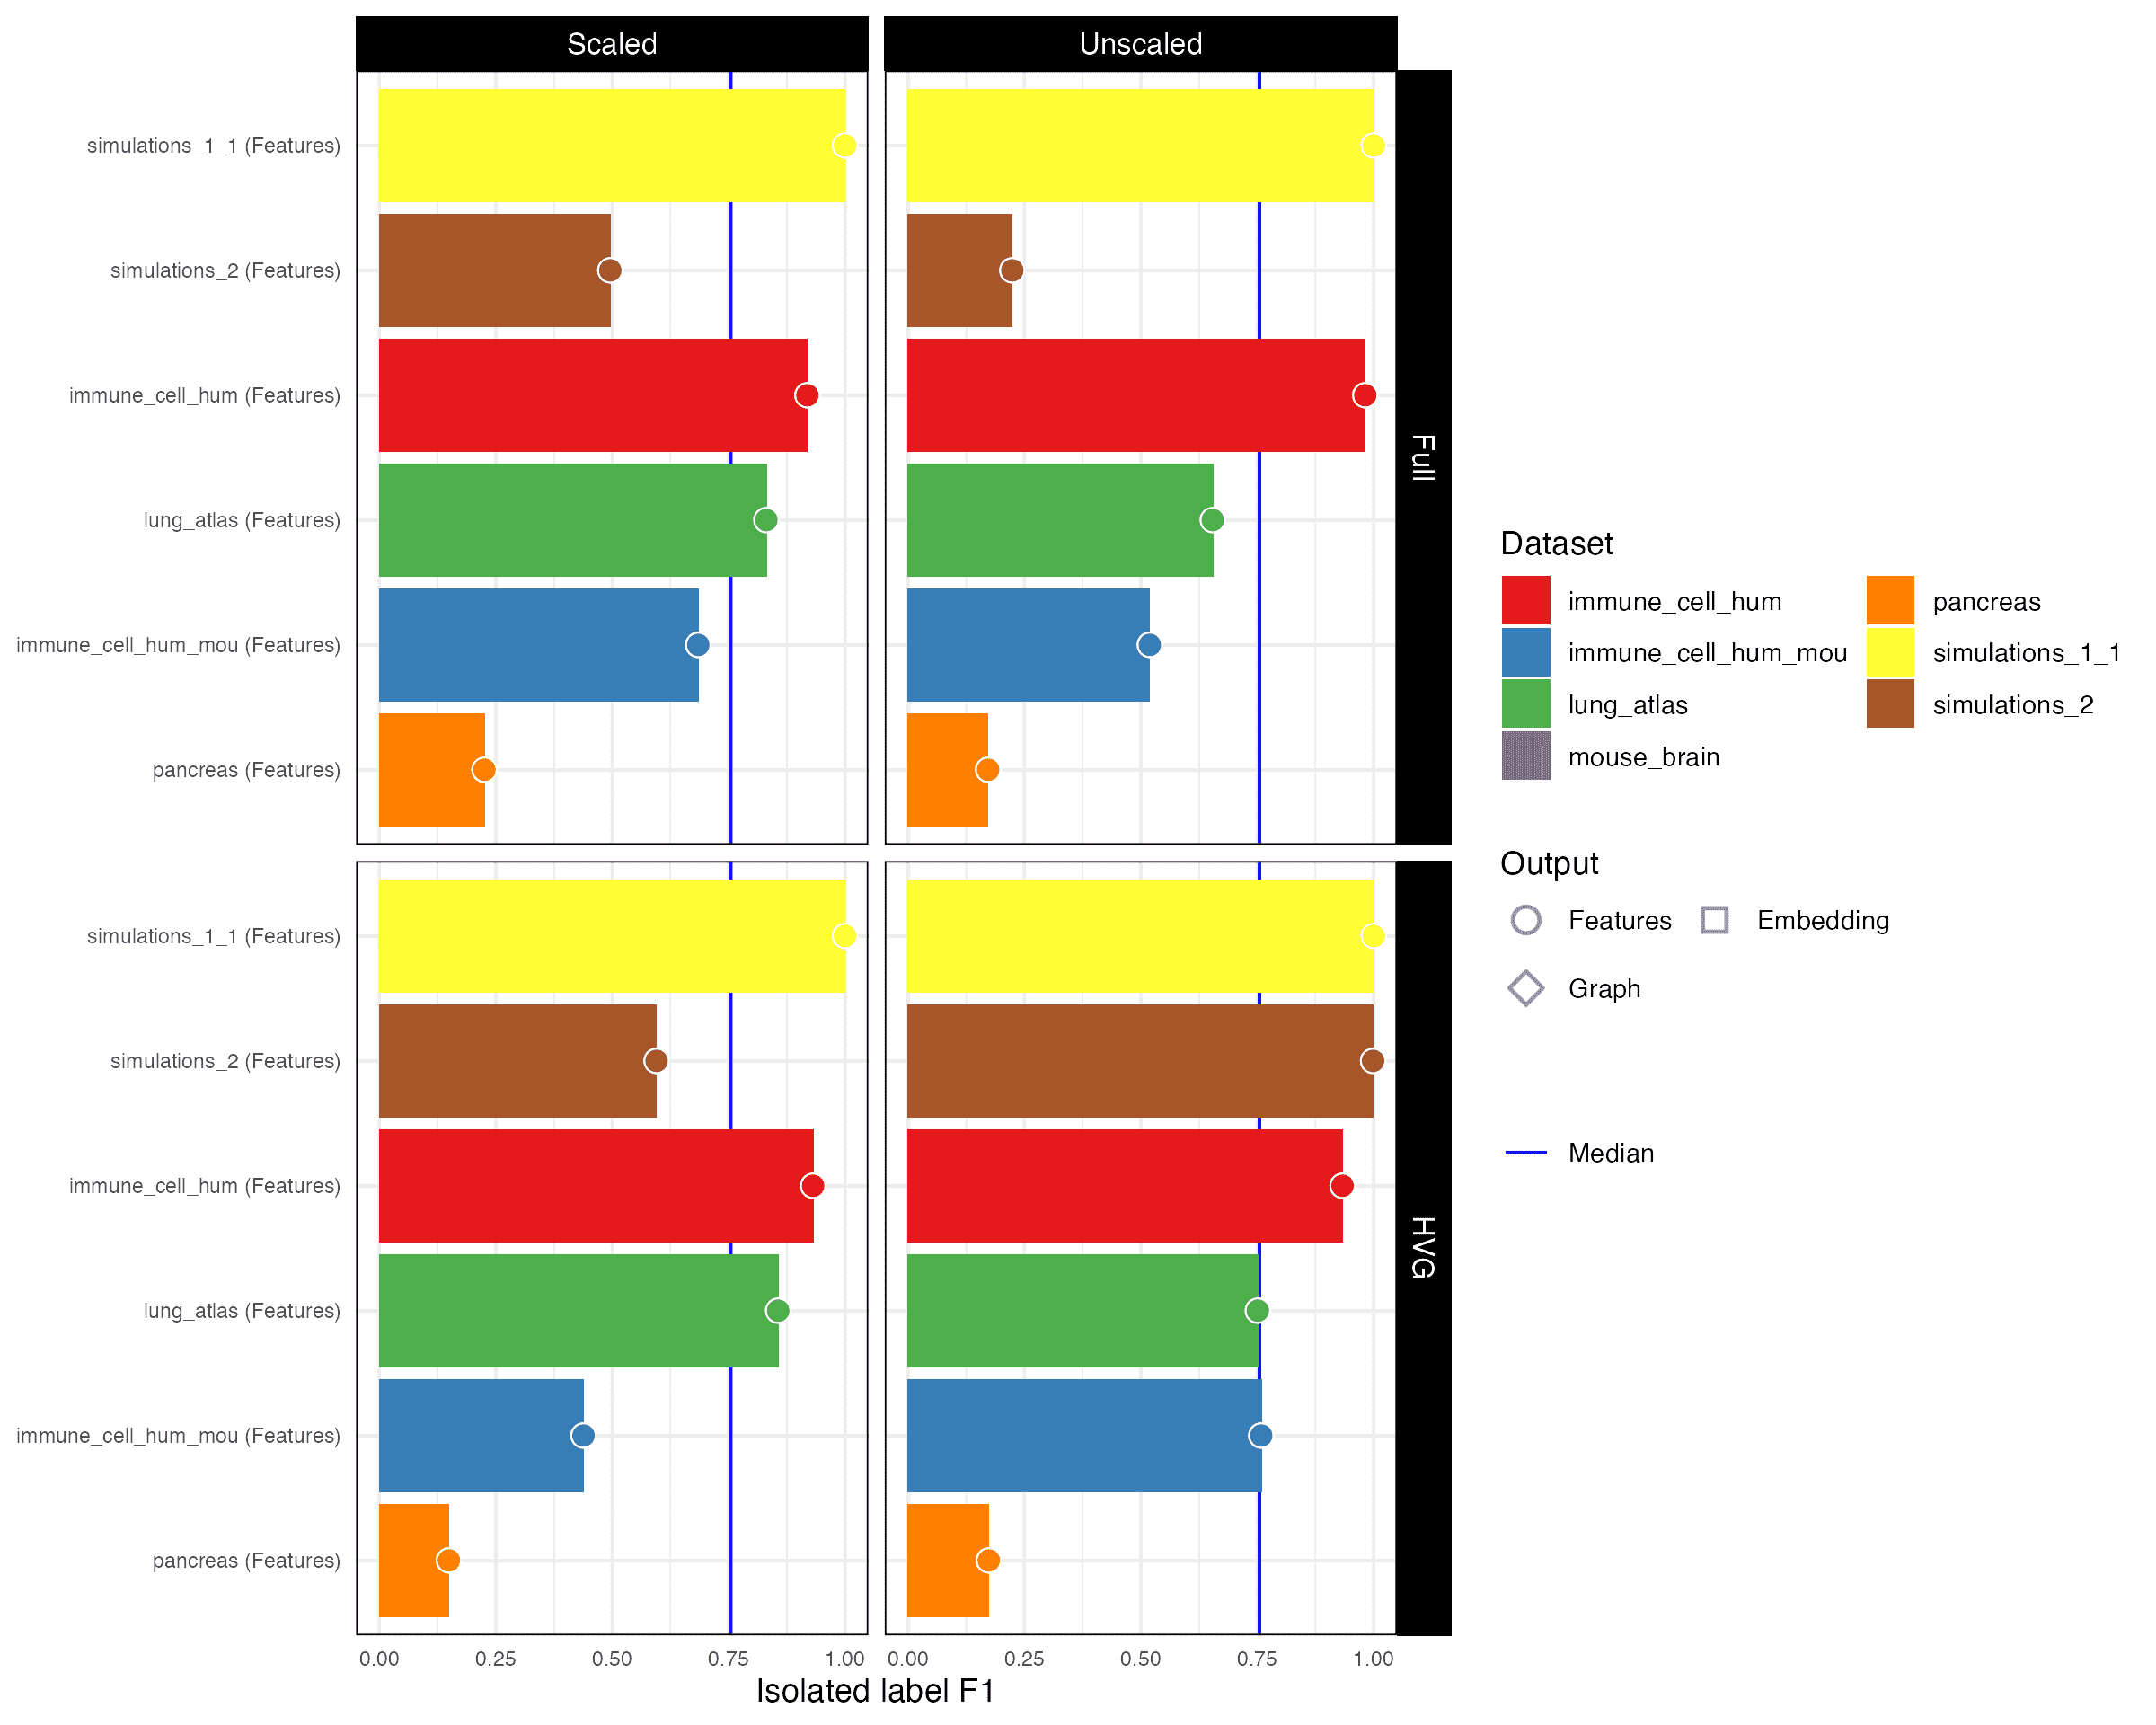 Scaled
Unscaled
simulations_1_1 (Features)
simulations_2 (Features)
immune_cell_hum (Features)
lung_atlas (Features)
immune_cell_hum_mou (Features)
pancreas (Features)
Full
simulations_1_1 (Features)
simulations_2 (Features)
immune_cell_hum (Features)
lung_atlas (Features)
immune_cell_hum_mou (Features)
pancreas (Features)
HVG
0.00 0.25 0.50 0.75 1.00
0.00 0.25 0.50 0.75 1.00
Isolated label F1
Dataset
immune_cell_hum
immune_cell_hum_mou
lung_atlas
mouse_brain
pancreas
simulations_1_1
simulations_2
Output
Features
Embedding
Graph
Median